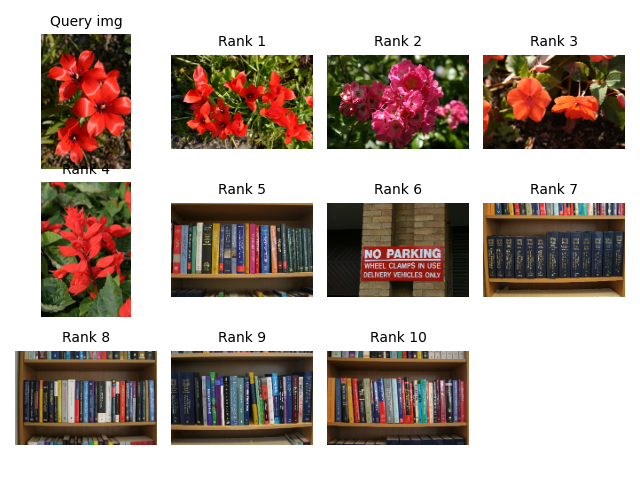 Query img
Rank 1
Rank 2
Rank 3
Rank 4
Rank 5
Rank 6
Rank 7
NO PARKING
WHEEL CLAMPS IN USE
DELIVERY VEHICLES ONLY
Rank 8
Rank 9
Rank 10